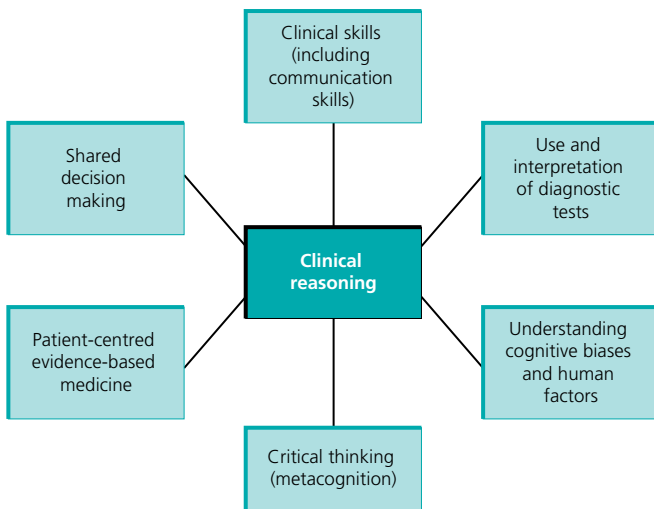 Clinical skills
(including
communication
skills)
Shared
decision
making
Use and
interpretation
of diagnostic
tests
Clinical
reasoning
Patient-centred
evidence-based
medicine
Understanding
cognitive biases
and human
factors
Critical thinking
(metacognition)